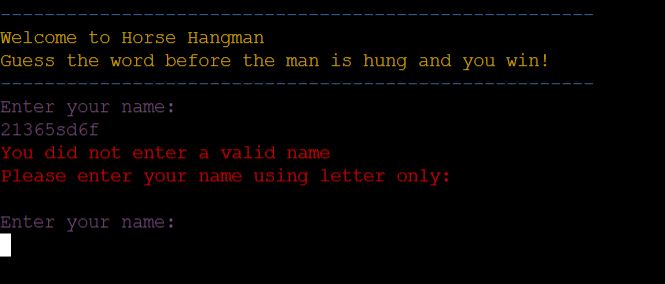 ------------------------------------------------------
Welcome to Horse Hangman
Guess the word before the man is hung and you win!
------------------------------------------------------
Enter your name:
21365sd6f
You did not enter a valid name
Please enter your name using letter only:
Enter your name: